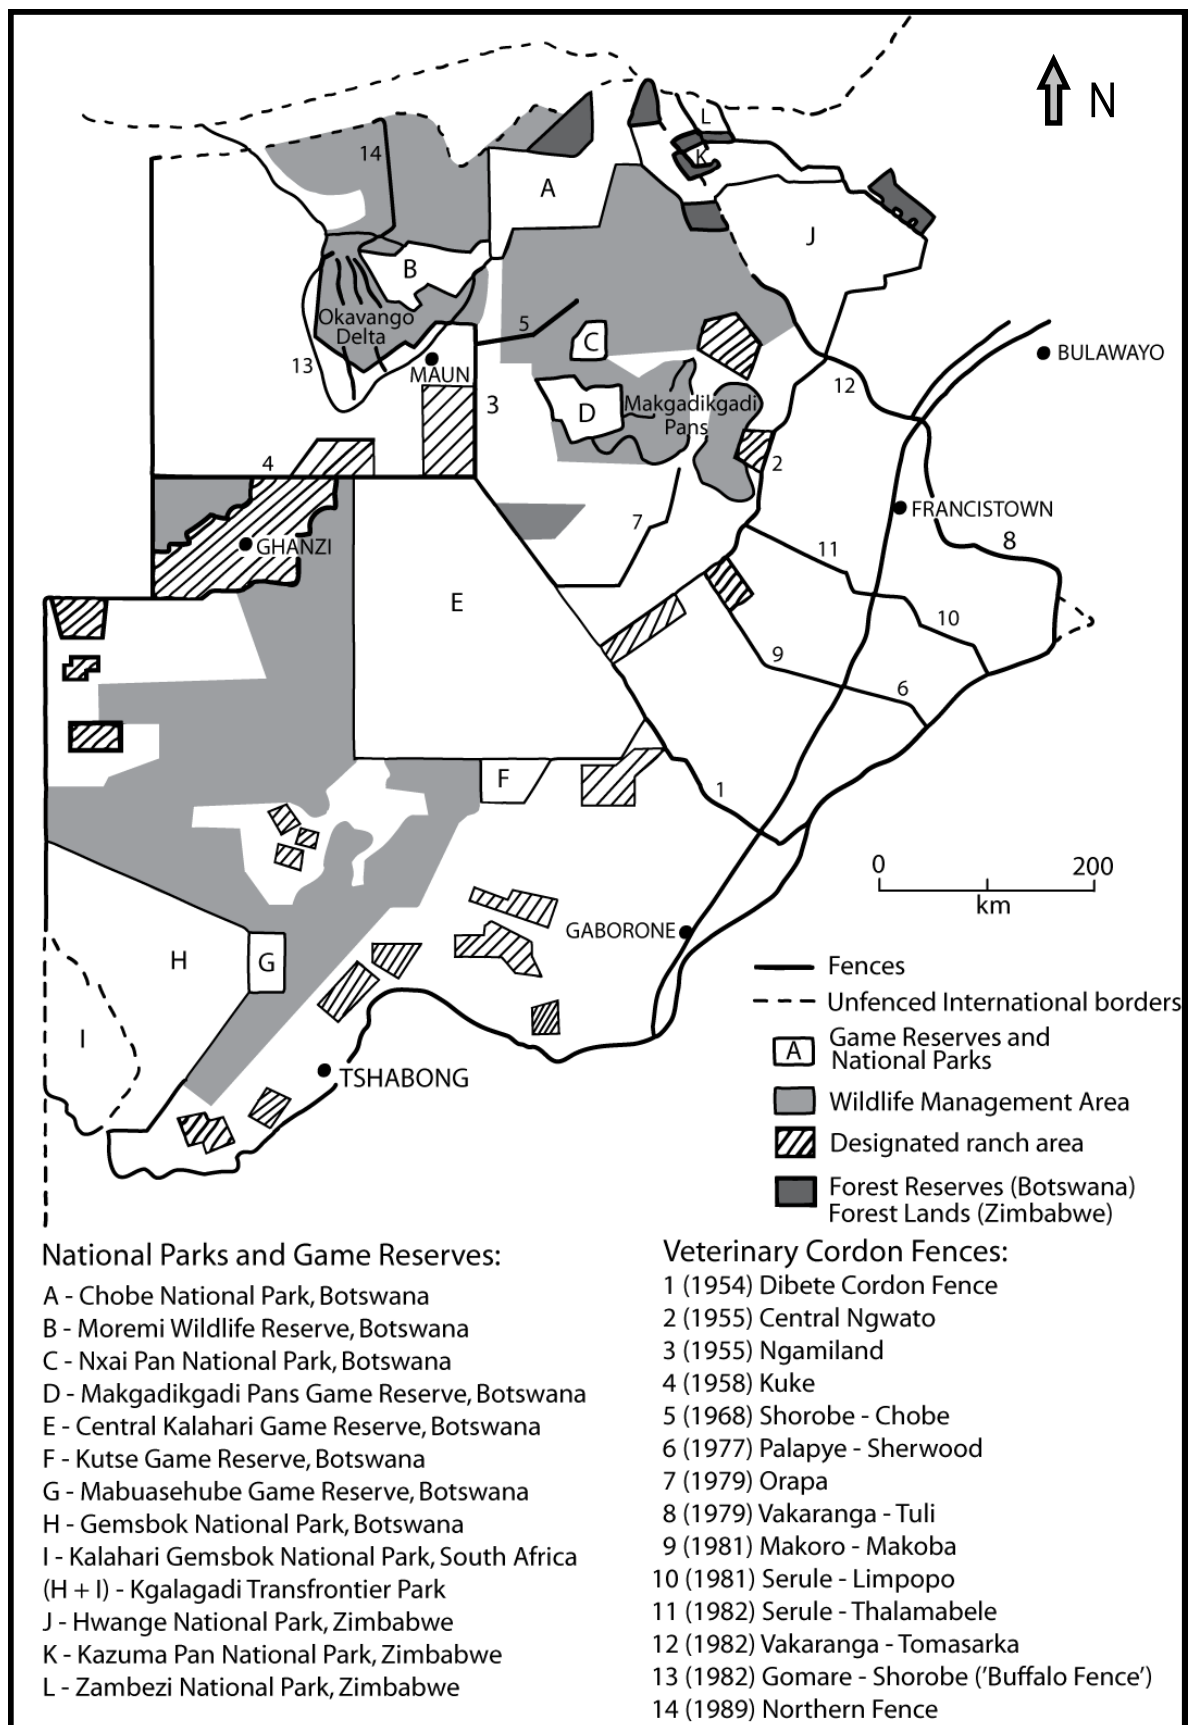 N
14
L
K
A
J
B
Okavango
Delta
5
C
13
MAUN
BULAWAYO
12
3
D
Makgadikgadi
Pans
4
2
7
FRANCISTOWN
GHANZI
11
8
E
10
9
6
F
1
0
200
km
GABORONE
H
G
I
TSHABONG
Fences
Unfenced International borders
A
Game Reserves and
National Parks
Wildlife Management Area
Designated ranch area
Forest Reserves (Botswana)
Forest Lands (Zimbabwe)
National Parks and Game Reserves:
A - Chobe National Park, Botswana
B - Moremi Wildlife Reserve, Botswana
C - Nxai Pan National Park, Botswana
D - Makgadikgadi Pans Game Reserve, Botswana
E - Central Kalahari Game Reserve, Botswana
F - Kutse Game Reserve, Botswana
G - Mabuasehube Game Reserve, Botswana
H - Gemsbok National Park, Botswana
I - Kalahari Gemsbok National Park, South Africa
(H + I) - Kgalagadi Transfrontier Park
J - Hwange National Park, Zimbabwe
K - Kazuma Pan National Park, Zimbabwe
L - Zambezi National Park, Zimbabwe
Veterinary Cordon Fences:
1 (1954) Dibete Cordon Fence
2 (1955) Central Ngwato
3 (1955) Ngamiland
4 (1958) Kuke
5 (1968) Shorobe - Chobe
6 (1977) Palapye - Sherwood
7 (1979) Orapa
8 (1979) Vakaranga - Tuli
9 (1981) Makoro - Makoba
10 (1981) Serule - Limpopo
11 (1982) Serule - Thalamabele
12 (1982) Vakaranga - Tomasarka
13 (1982) Gomare - Shorobe ('Buffalo Fence')
14 (1989) Northern Fence